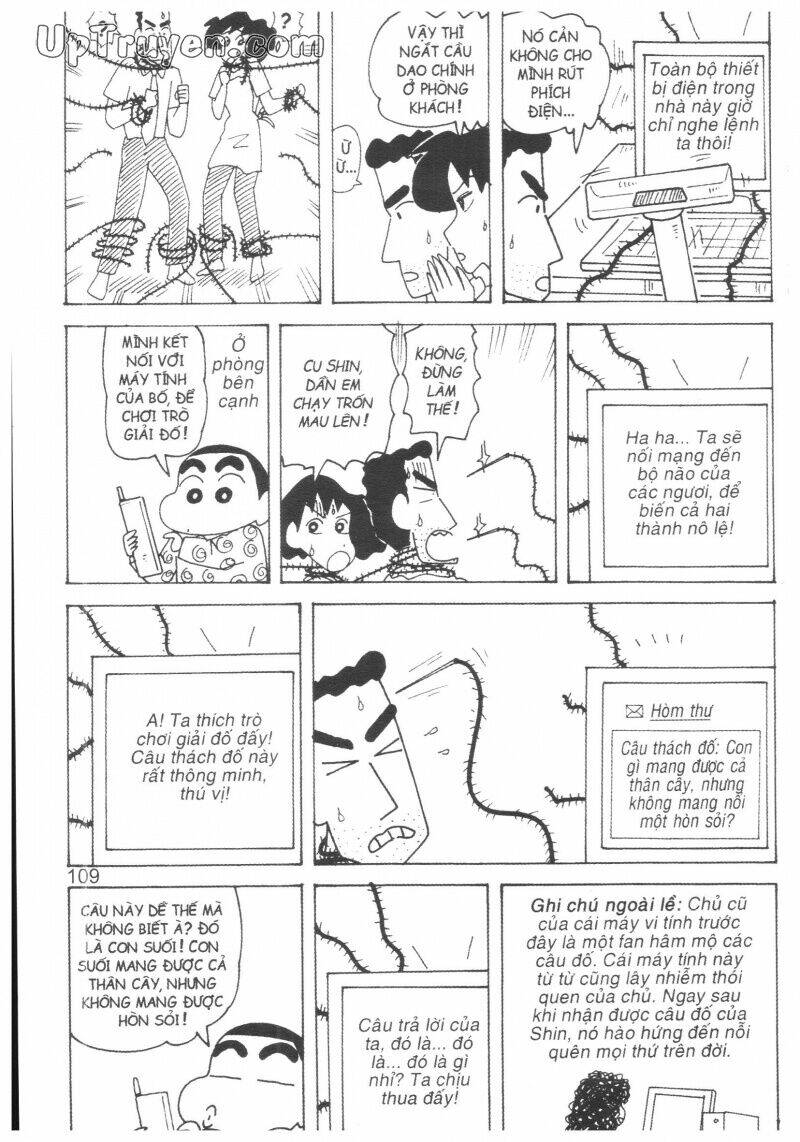 UpTruyen.com
Toàn bộ thiết
bị điện trong
nhà này giờ
chỉ nghe lệnh
ta thôi!
NÓ CẢN
KHÔNG CHO
MÌNH RÚT
PHÍCH
ĐIỆN...
VẬY THÌ
NGẮT CẦU
DAO CHÍNH
Ở PHÒNG
KHÁCH!
Ừ
Ừ...
?
?
Ha ha... Ta sẽ
nối mạng đến
bộ não của
các ngươi, để
biến cả hai
thành nô lệ!
KHÔNG,
ĐỪNG
LÀM
THẾ!
CU SHIN,
DẪN EM
CHẠY TRỐN
MAU LÊN!
Ở
phòng
bên
cạnh
MÌNH KẾT
NỐI VỚI
MÁY TÍNH
CỦA BỐ, ĐỂ
CHƠI TRÒ
GIẢI ĐỐ!
Hòm thư
Câu thách đố: Con
gì mang được cả
thân cây, nhưng
không mang nổi
một hòn sỏi?
A! Ta thích trò
chơi giải đố đấy!
Câu thách đố này
rất thông minh,
thú vị!
109
Ghi chú ngoài lề: Chủ cũ
của cái máy vi tính trước
đây là một fan hâm mộ các
câu đố. Cái máy tính này
từ từ cũng lây nhiễm thói
quen của chủ. Ngay sau
khi nhận được câu đố của
Shin, nó hào hứng đến nỗi
quên mọi thứ trên đời.
Câu trả lời của
ta, đó là... đó
là... đó là gì
nhỉ? Ta chịu
thua đấy!
CÂU NÀY DỄ THẾ MÀ
KHÔNG BIẾT À? ĐÓ
LÀ CON SUỐI! CON
SUỐI MANG ĐƯỢC CẢ
THÂN CÂY, NHƯNG
KHÔNG MANG ĐƯỢC
HÒN SỎI!